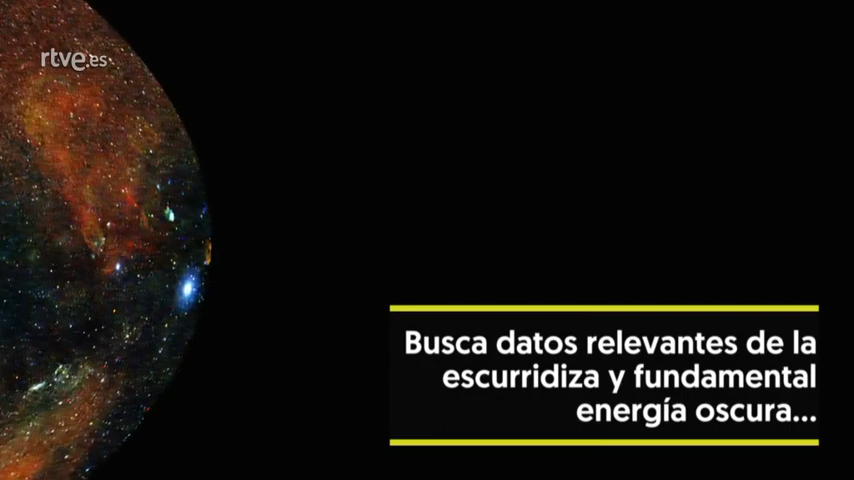 rtve.es
Busca datos relevantes de la
escurridiza y fundamental
energía oscura...